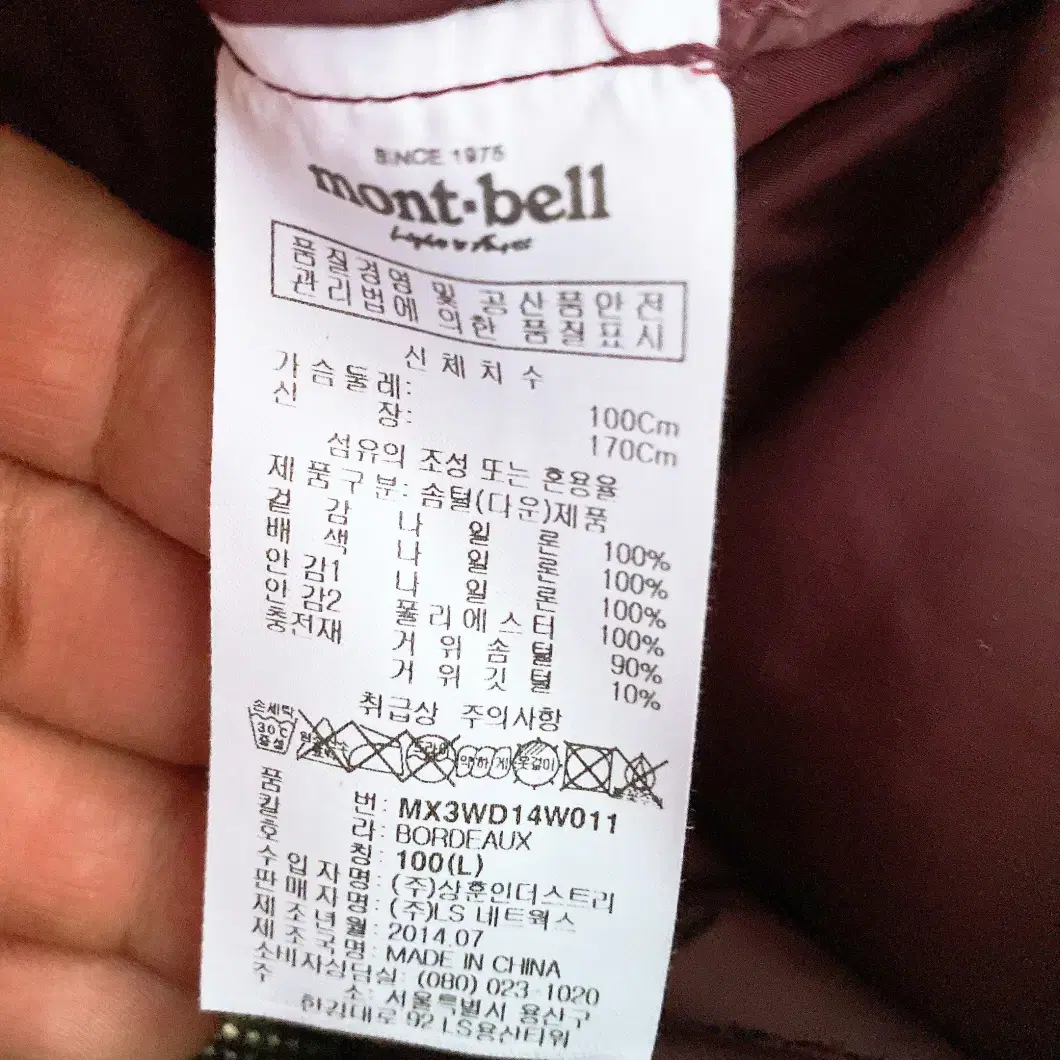 SINCE 1975
mont·bell
품질경영 및 공산품안전
관리법에 의한 품질표시
신체치수
가슴둘레: 100Cm
신장: 170Cm
섬유의 조성 또는 혼용율
제품구분: 솜털(다운)제품
겉감 나일론 100%
배색 나일론 100%
안감1 나일론 100%
안감2 폴리에스터 100%
충전재 거위솜털 90%
거위깃털 10%
취급상 주의사항
손세탁
30℃
중성
드라이
약하게
옷걸이
품번: MX3WD14W011
칼라: BORDEAUX
호칭: 100(L)
수입자명: (주)상훈인더스트리
판매자명: (주)LS 네트웍스
제조년월: 2014.07
제조국명: MADE IN CHINA
소비자상담실: (080) 023-1020
주소: 서울특별시 용산구
한강대로 92 LS용산타워